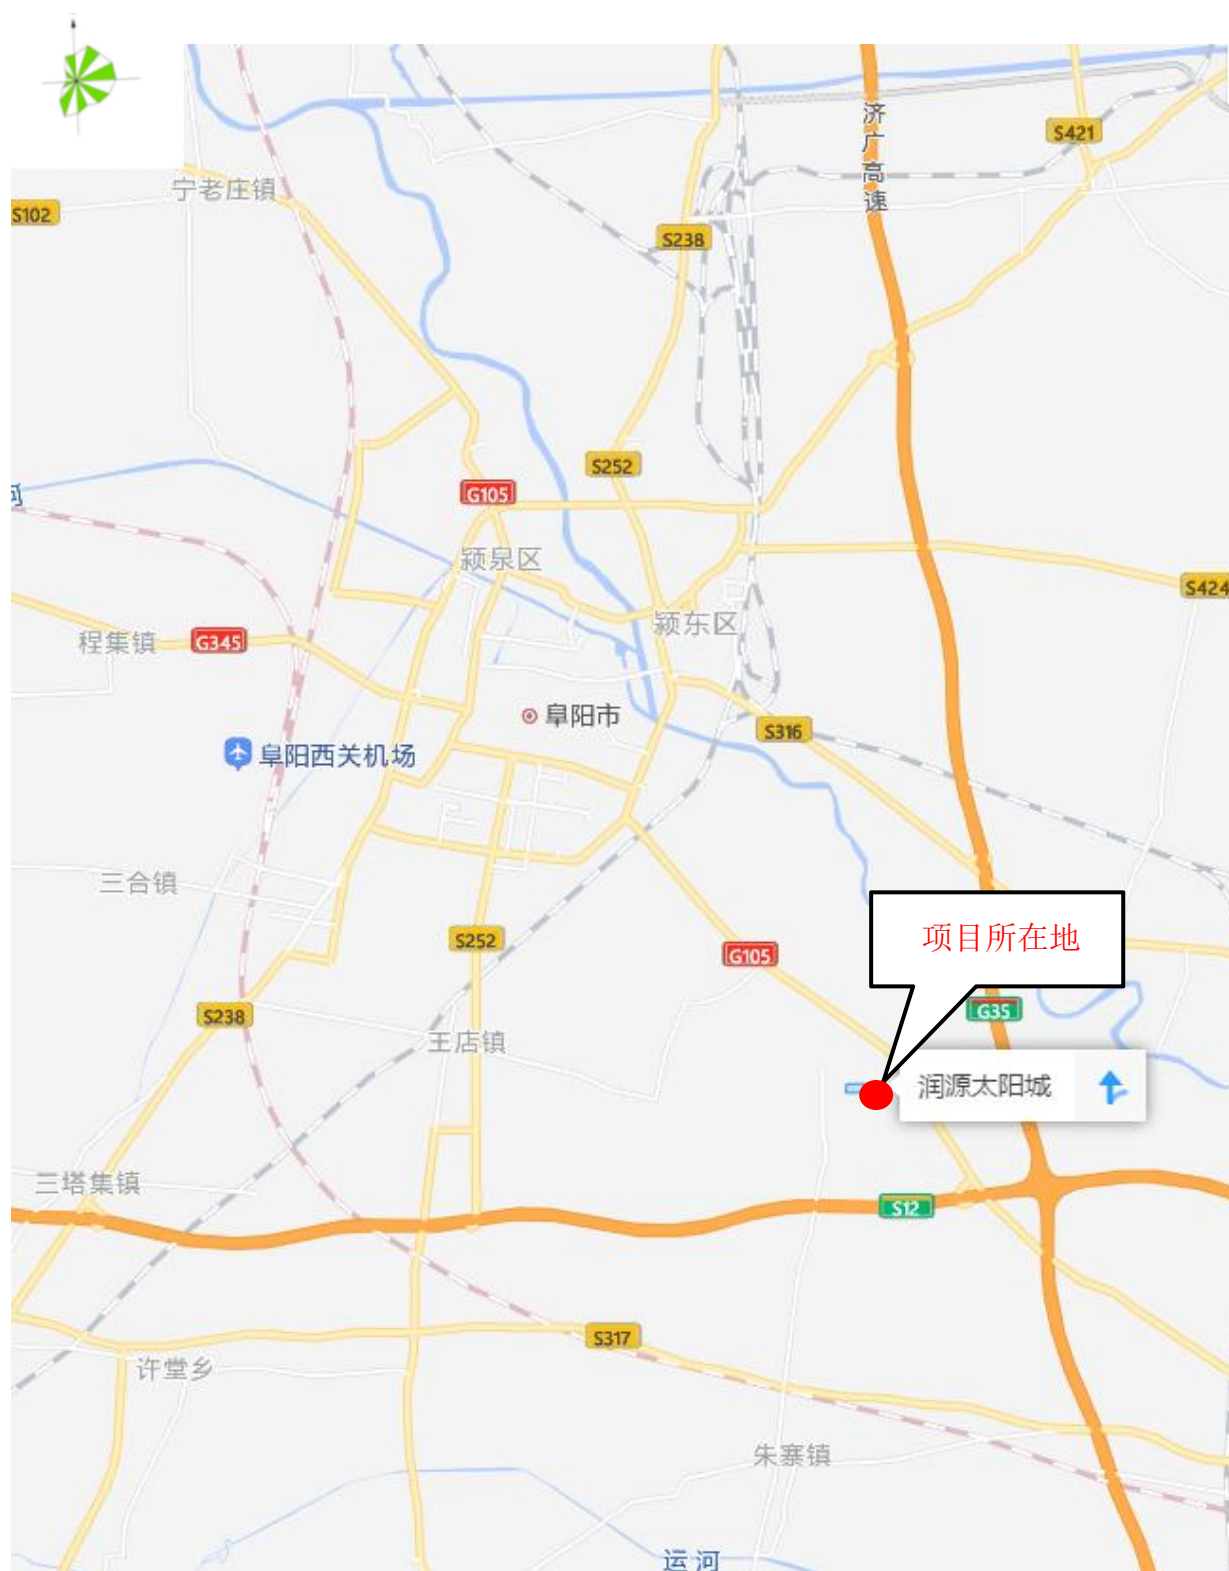 济广高速
S421
宁老庄镇
S102
S238
S252
G105
颍泉区
S424
颍东区
程集镇
G345
阜阳市
S316
阜阳西关机场
三合镇
项目所在地
S252
G105
S238
G35
王店镇
润源太阳城
三塔集镇
S12
S317
许堂乡
朱寨镇
运河